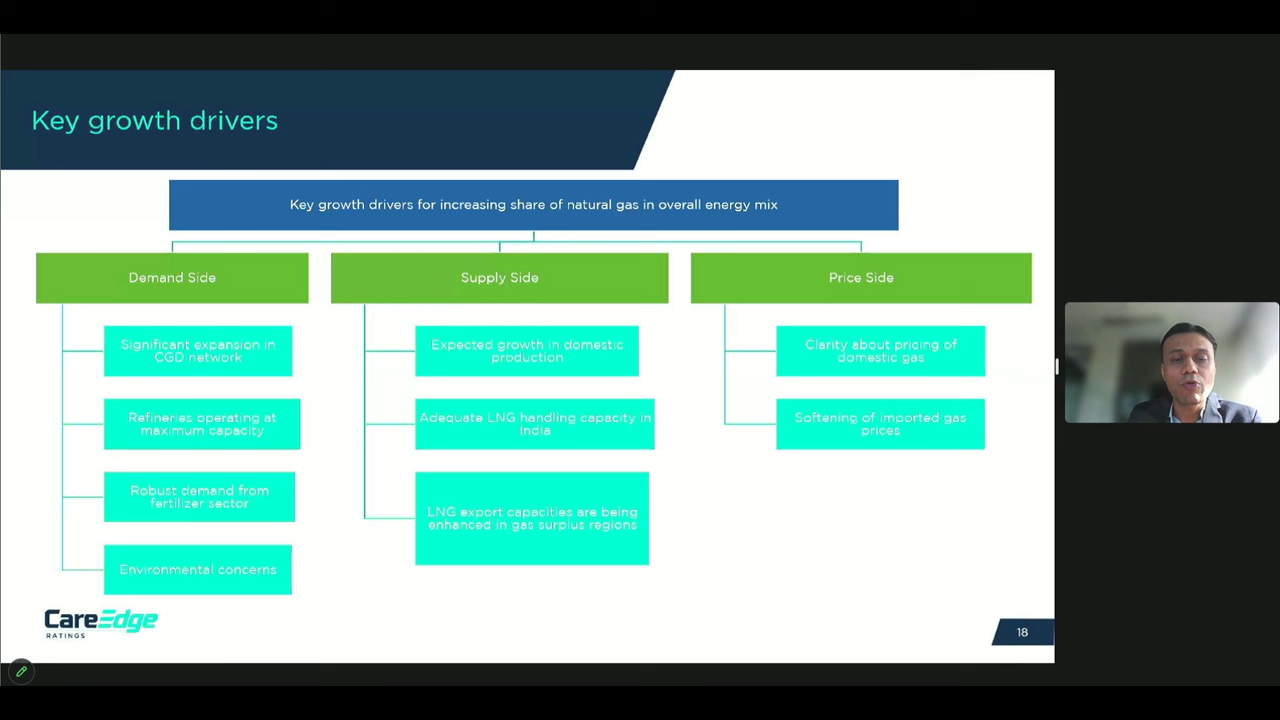 Key growth drivers
Key growth drivers for increasing share of natural gas in overall energy mix
Demand Side
Significant expansion in
CGD network
Refineries operating at
maximum capacity
Robust demand from
fertilizer sector
Environmental concerns
Supply Side
Expected growth in domestic
production
Adequate LNG handling capacity in
India
LNG export capacities are being
enhanced in gas surplus regions
Price Side
Clarity about pricing of
domestic gas
Softening of imported gas
prices
CareEdge
RATINGS
18